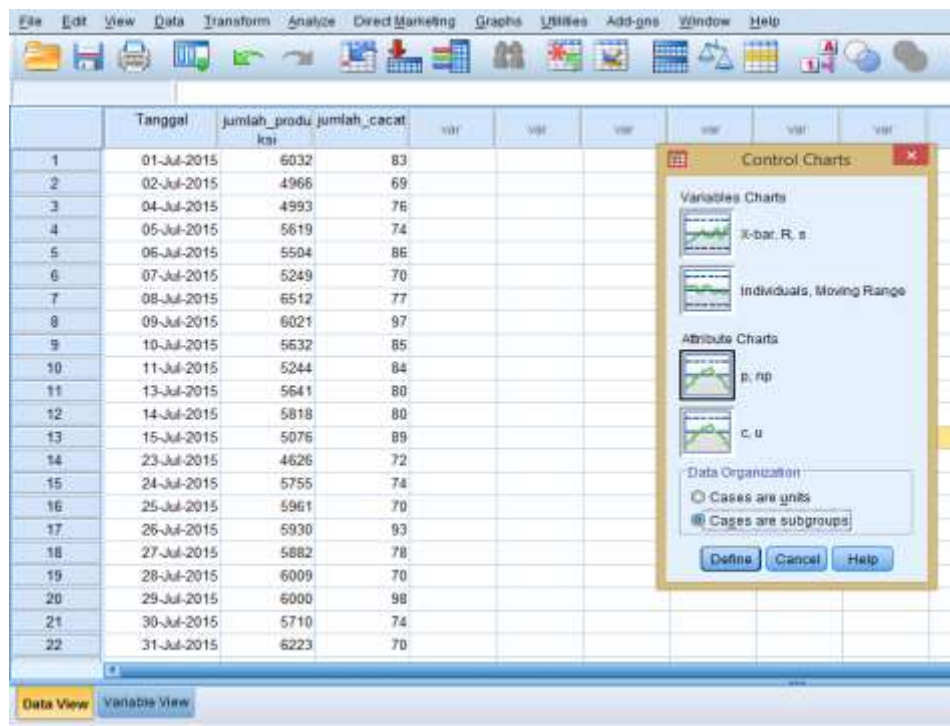 File Edit View Data Transform Analyze Direct Marketing Graphs Utilities Add-ons Window Help
Tanggal jumlah_produksi jumlah_cacat var var var var var var
1 01-Jul-2015 6032 83
2 02-Jul-2015 4966 69
3 04-Jul-2015 4993 76
4 05-Jul-2015 5619 74
5 06-Jul-2015 5504 86
6 07-Jul-2015 5249 70
7 08-Jul-2015 6512 77
8 09-Jul-2015 6021 97
9 10-Jul-2015 5632 85
10 11-Jul-2015 5244 84
11 13-Jul-2015 5641 80
12 14-Jul-2015 5818 80
13 15-Jul-2015 5076 89
14 23-Jul-2015 4626 72
15 24-Jul-2015 5755 74
16 25-Jul-2015 5961 70
17 26-Jul-2015 5930 93
18 27-Jul-2015 5882 78
19 28-Jul-2015 6009 70
20 29-Jul-2015 6000 98
21 30-Jul-2015 5710 74
22 31-Jul-2015 6223 70
Data View Variable View
Control Charts
Variables Charts
X-bar, R, s
Individuals, Moving Range
Attribute Charts
p, np
c, u
Data Organization
Cases are units
Cases are subgroups
Define Cancel Help